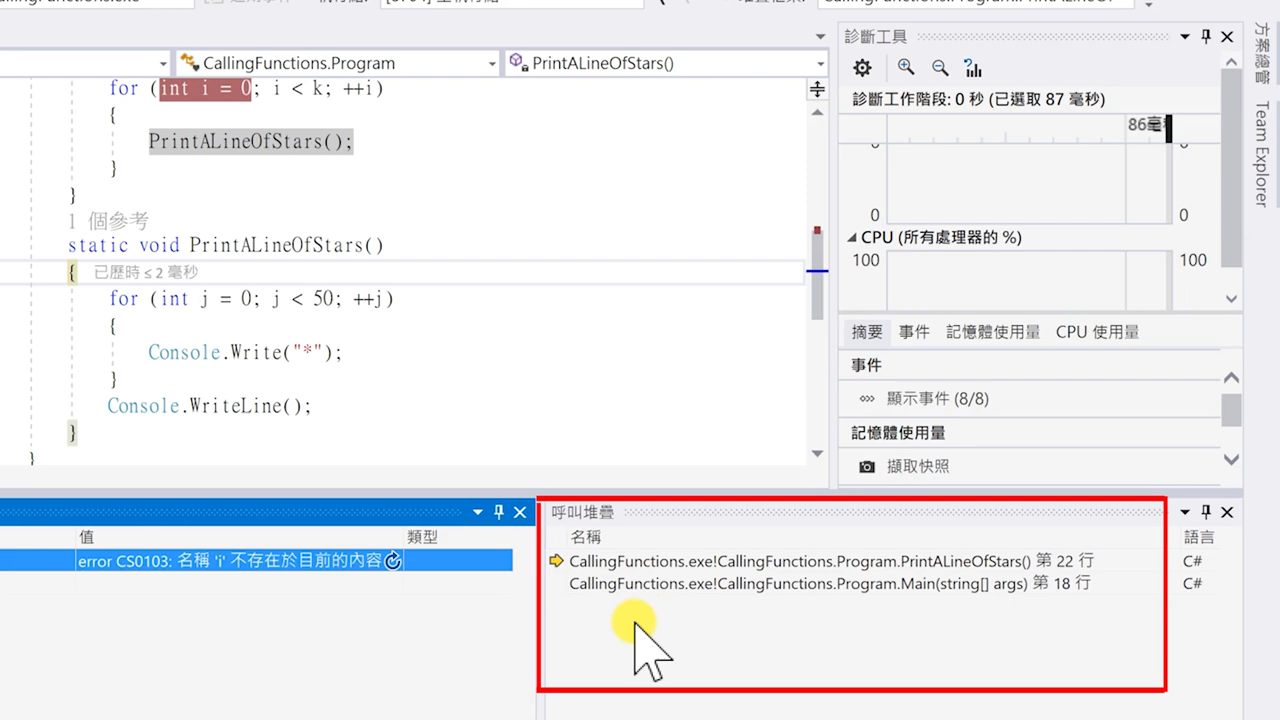 CallingFunctions.Program
PrintALineOfStars()
for (int i = 0; i < k; ++i)
{
PrintALineOfStars();
}
}
1 個參考
static void PrintALineOfStars()
{ 已歷時 ≤ 2 毫秒
for (int j = 0; j < 50; ++j)
{
Console.Write("*");
}
Console.WriteLine();
}
}
診斷工具
診斷工作階段: 0 秒 (已選取 87 毫秒)
86毫秒
0 0
0 0
CPU (所有處理器的 %)
100 100
摘要 事件 記憶體使用量 CPU 使用量
事件
顯示事件 (8/8)
記憶體使用量
擷取快照
方案總管
Team Explorer
值 類型
error CS0103: 名稱 'i' 不存在於目前的內容
呼叫堆疊
名稱 語言
CallingFunctions.exe!CallingFunctions.Program.PrintALineOfStars() 第 22 行 C#
CallingFunctions.exe!CallingFunctions.Program.Main(string[] args) 第 18 行 C#